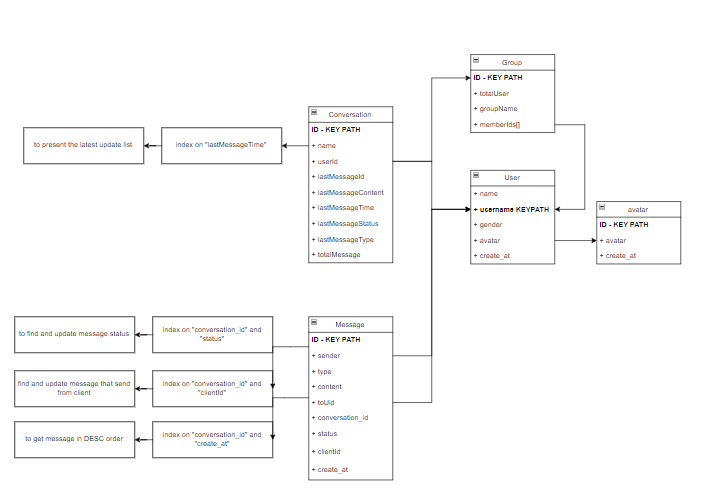 Group
ID - KEY PATH
+ totalUser
+ groupName
+ memberIds[]
Conversation
ID - KEY PATH
+ name
+ userId
+ lastMessageId
+ lastMessageContent
+ lastMessageTime
+ lastMessageStatus
+ lastMessageType
+ totalMessage
to present the latest update list
index on "lastMessageTime"
User
+ name
+ username KEYPATH
+ gender
+ avatar
+ create_at
avatar
ID - KEY PATH
+ avatar
+ create_at
Message
ID - KEY PATH
+ sender
+ type
+ content
+ toUid
+ conversation_id
+ status
+ clientId
+ create_at
to find and update message status
index on "conversation_id" and
"status"
find and update message that send
from client
index on "conversation_id" and
"clientId"
to get message in DESC order
index on "conversation_id" and
"create_at"